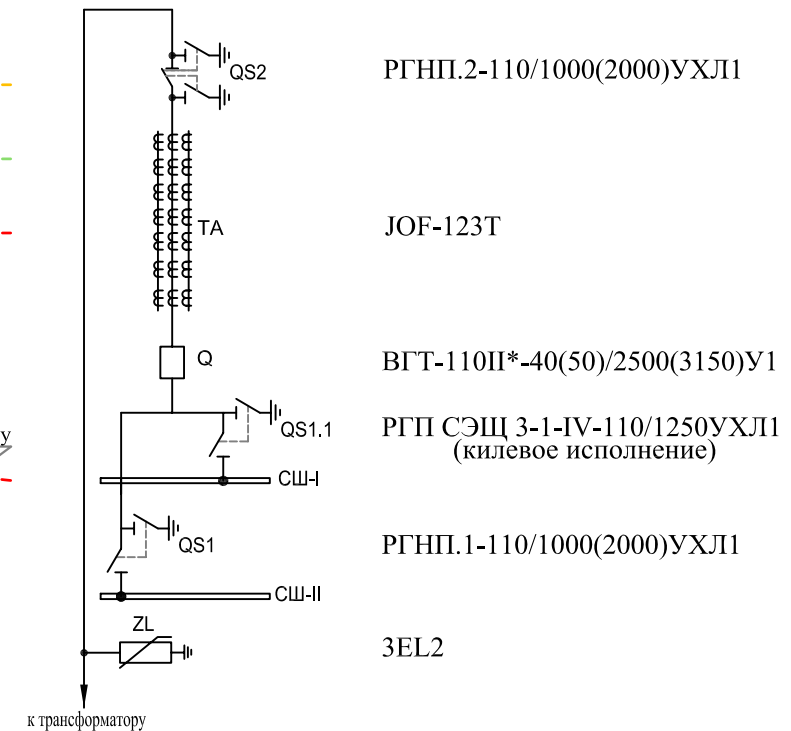 QS2
РГНП.2-110/1000(2000)УХЛ1
TA
JOF-123T
Q
ВГТ-110II*-40(50)/2500(3150)У1
QS1.1
РГП СЭЩ 3-1-IV-110/1250УХЛ1
(килевое исполнение)
у
СШ-I
QS1
РГНП.1-110/1000(2000)УХЛ1
СШ-II
ZL
3EL2
к трансформатору